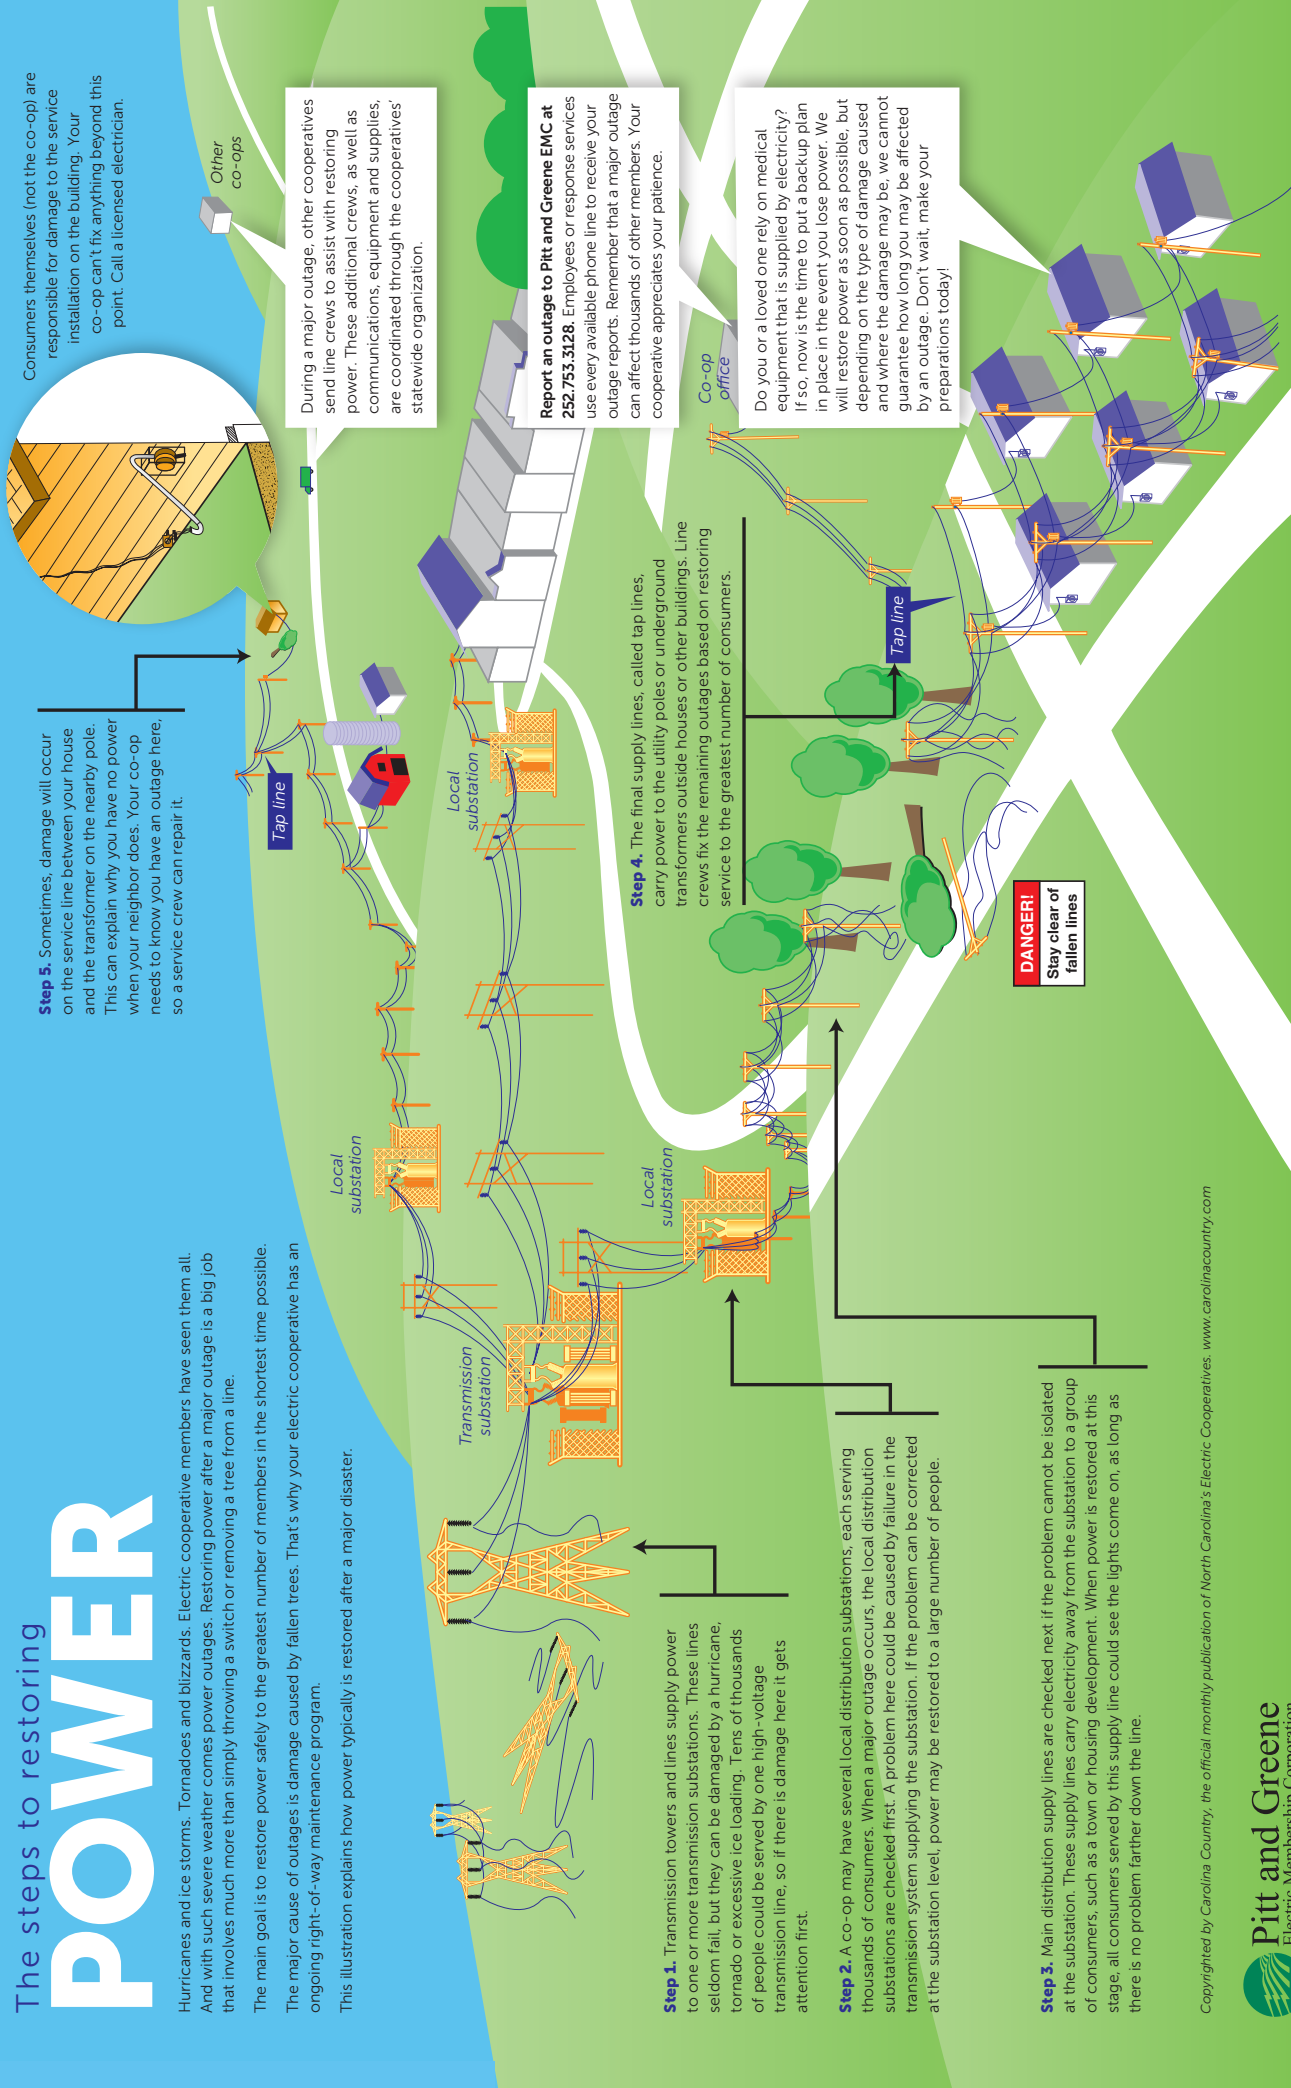 The steps to restoring
POWER
Hurricanes and ice storms. Tornadoes and blizzards. Electric cooperative members have seen them all.
And with such severe weather comes power outages. Restoring power after a major outage is a big job
that involves much more than simply throwing a switch or removing a tree from a line.
The main goal is to restore power safely to the greatest number of members in the shortest time possible.
The major cause of outages is damage caused by fallen trees. That's why your electric cooperative has an
ongoing right-of-way maintenance program.
This illustration explains how power typically is restored after a major disaster.
Step 1. Transmission towers and lines supply power
to one or more transmission substations. These lines
seldom fail, but they can be damaged by a hurricane,
tornado or excessive ice loading. Tens of thousands
of people could be served by one high-voltage
transmission line, so if there is damage here it gets
attention first.
Step 2. A co-op may have several local distribution substations, each serving
thousands of consumers. When a major outage occurs, the local distribution
substations are checked first. A problem here could be caused by failure in the
transmission system supplying the substation. If the problem can be corrected
at the substation level, power may be restored to a large number of people.
Step 3. Main distribution supply lines are checked next if the problem cannot be isolated
at the substation. These supply lines carry electricity away from the substation to a group
of consumers, such as a town or housing development. When power is restored at this
stage, all consumers served by this supply line could see the lights come on, as long as
there is no problem farther down the line.
Copyrighted by Carolina Country, the official monthly publication of North Carolina's Electric Cooperatives. www.carolinacountry.com
Pitt and Greene
Electric Membership Corporation
Transmission
substation
Local
substation
Local
substation
Local
substation
Step 5. Sometimes, damage will occur
on the service line between your house
and the transformer on the nearby pole.
This can explain why you have no power
when your neighbor does. Your co-op
needs to know you have an outage here,
so a service crew can repair it.
Tap line
Step 4. The final supply lines, called tap lines,
carry power to the utility poles or underground
transformers outside houses or other buildings. Line
crews fix the remaining outages based on restoring
service to the greatest number of consumers.
Tap line
DANGER!
Stay clear of
fallen lines
Consumers themselves (not the co-op) are
responsible for damage to the service
installation on the building. Your
co-op can't fix anything beyond this
point. Call a licensed electrician.
Other
co-ops
During a major outage, other cooperatives
send line crews to assist with restoring
power. These additional crews, as well as
communications, equipment and supplies,
are coordinated through the cooperatives'
statewide organization.
Report an outage to Pitt and Greene EMC at
252.753.3128. Employees or response services
use every available phone line to receive your
outage reports. Remember that a major outage
can affect thousands of other members. Your
cooperative appreciates your patience.
Co-op
office
Do you or a loved one rely on medical
equipment that is supplied by electricity?
If so, now is the time to put a backup plan
in place in the event you lose power. We
will restore power as soon as possible, but
depending on the type of damage caused
and where the damage may be, we cannot
guarantee how long you may be affected
by an outage. Don't wait, make your
preparations today!